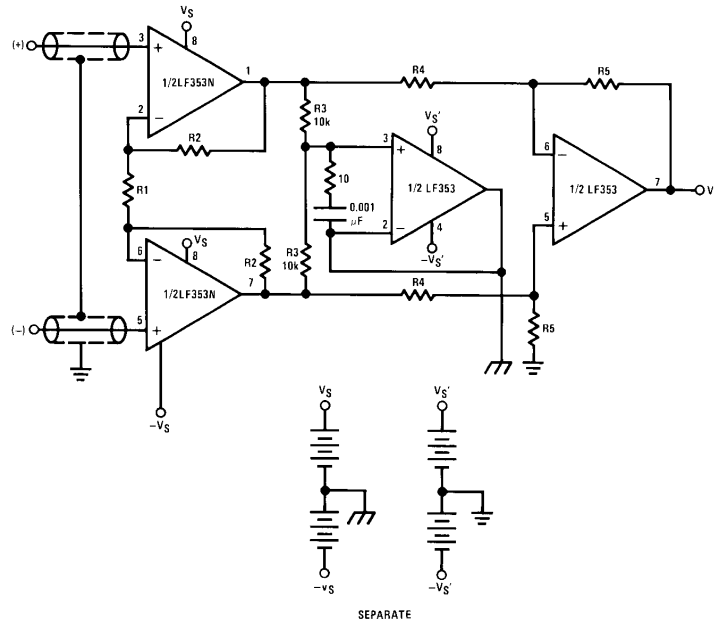 VS
(+)
3
+
8
1
1/2LF353N
2
−
R2
R1
R4
R5
R3
10k
VS'
3
+
8
10
1/2 LF353
0.001
µF
2
−
4
−VS'
6
−
7
V
1/2 LF353
5
+
R3
10k
R2
VS
6
−
8
7
1/2LF353N
R4
R5
(−)
5
+
−VS
VS
VS'
−vS
−VS'
SEPARATE